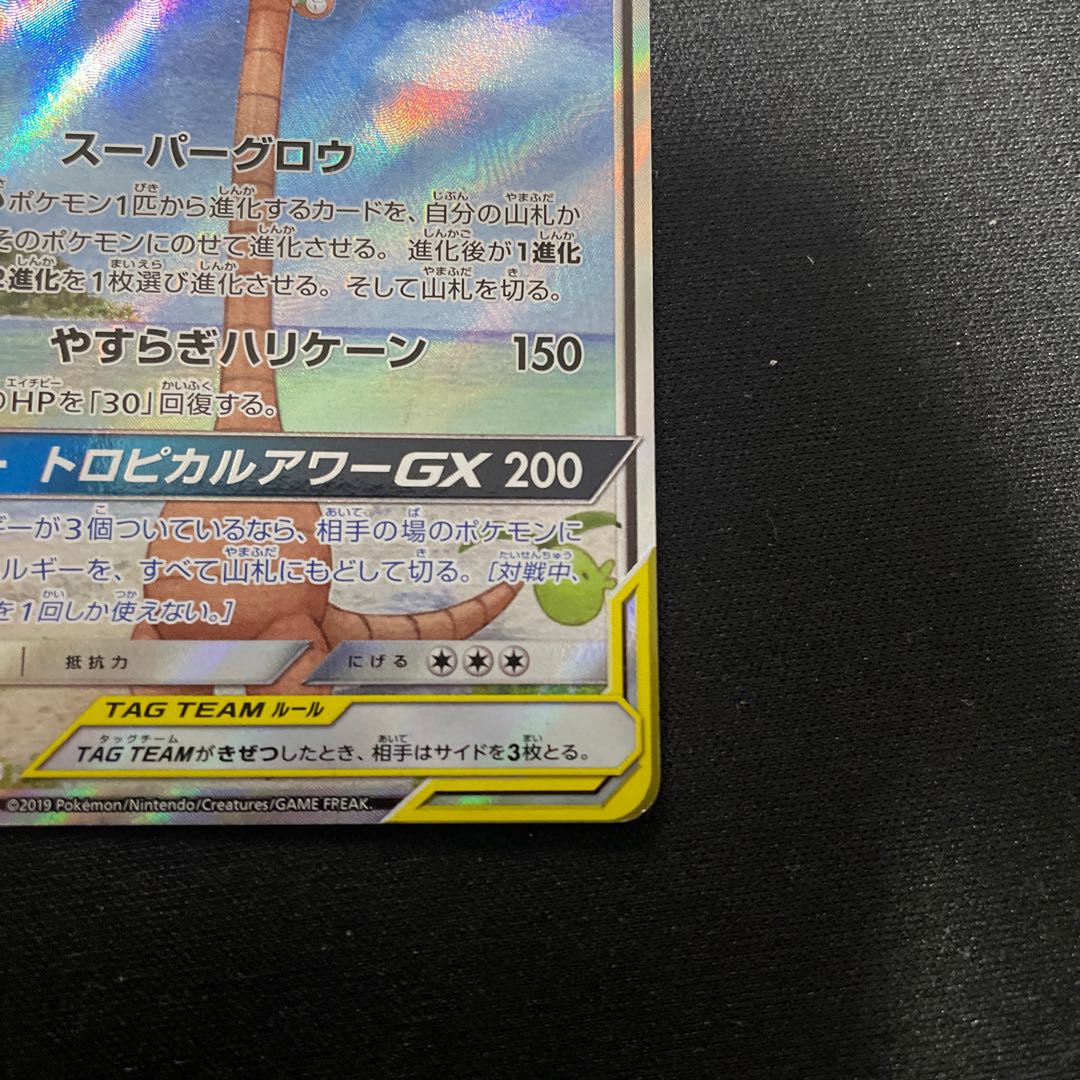 スーパーグロウ
ポケモン1匹から進化するカードを、自分の山札か
そのポケモンにのせて進化させる。進化後が1進化
2進化を1枚選び進化させる。そして山札を切る。
やすらぎハリケーン 150
のHPを「30」回復する。
トロピカルアワーGX 200
ギーが3個ついているなら、相手の場のポケモンに
ルギーを、すべて山札にもどして切る。[対戦中、
を1回しか使えない。]
抵抗力 にげる
TAG TEAM ルール
TAG TEAMがきぜつしたとき、相手はサイドを3枚とる。
©2019 Pokémon/Nintendo/Creatures/GAME FREAK.